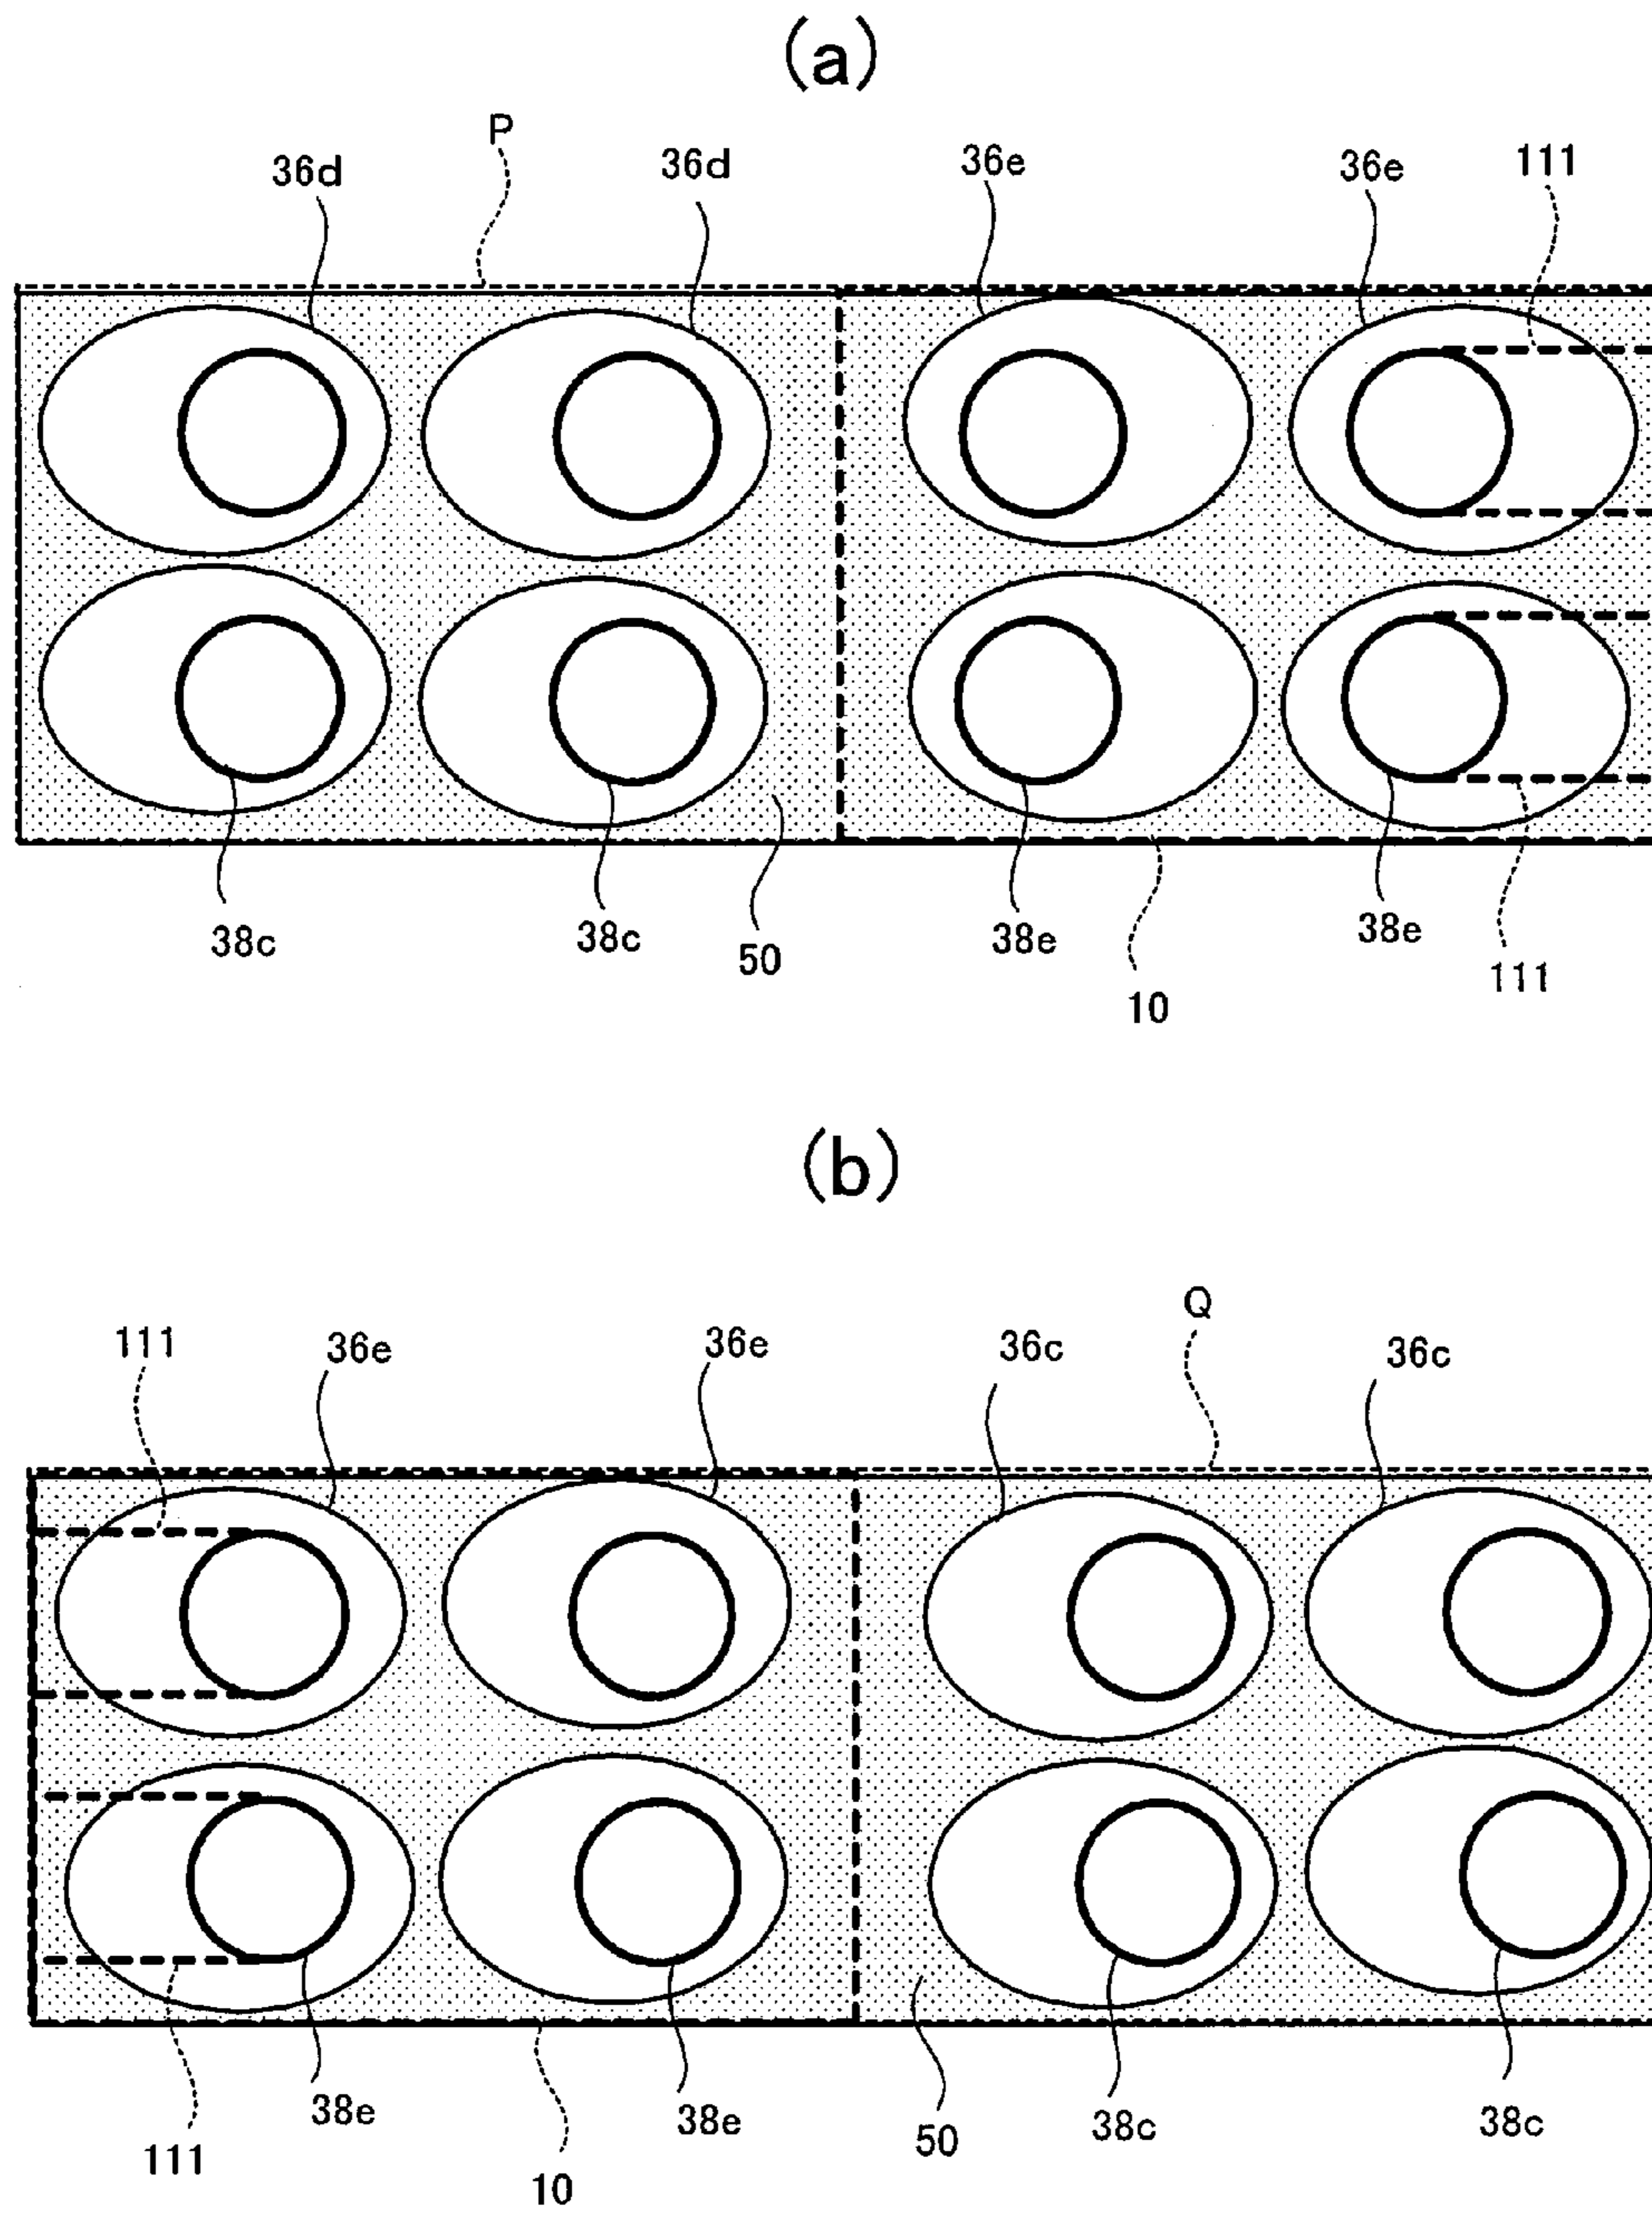 (a)
P
36d 36d 36e 36e 111
38c 38c 50 38e 10 38e 111
(b)
Q
111 36e 36e 36c 36c
111 38e 10 38e 50 38c 38c